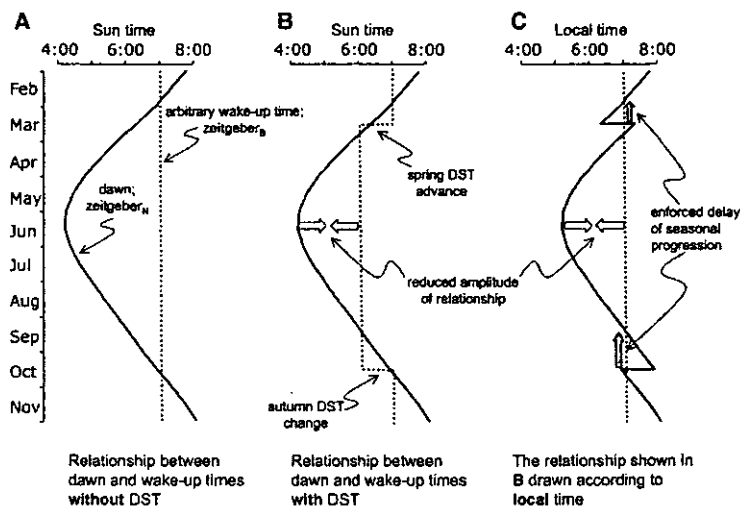 A
Sun time
4:00 6:00 8:00
B
Sun time
4:00 6:00 8:00
C
Local time
4:00 6:00 8:00
Feb
Mar
Apr
May
Jun
Jul
Aug
Sep
Oct
Nov
arbitrary wake-up time;
zeitgeberB
dawn;
zeitgeberN
spring DST
advance
reduced amplitude
of relationship
autumn DST
change
enforced delay
of seasonal
progression
Relationship between
dawn and wake-up times
without DST
Relationship between
dawn and wake-up times
with DST
The relationship shown in
B drawn according to
local time